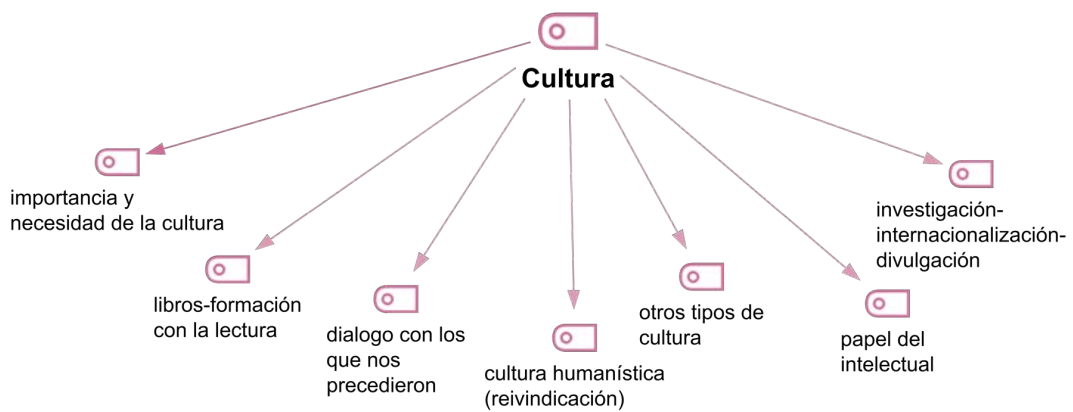 Cultura
importancia y
necesidad de la cultura
libros-formación
con la lectura
dialogo con los
que nos
precedieron
cultura humanística
(reivindicación)
otros tipos de
cultura
papel del
intelectual
investigación-
internacionalización-
divulgación